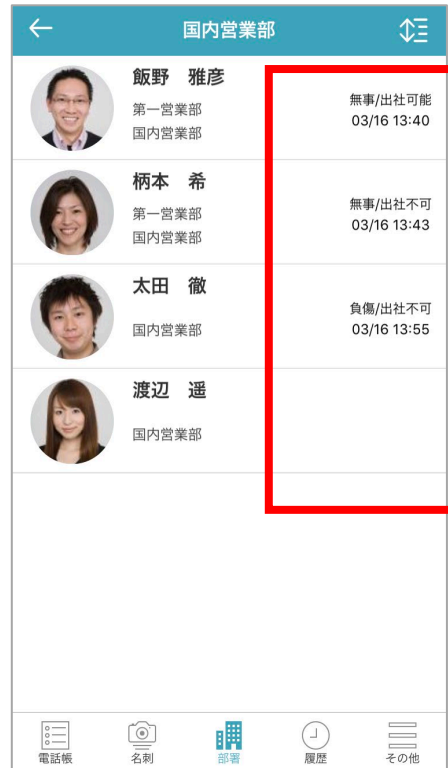 国内営業部
飯野　雅彦
第一営業部
国内営業部
無事/出社可能
03/16 13:40
柄本　希
第一営業部
国内営業部
無事/出社不可
03/16 13:43
太田　徹
国内営業部
負傷/出社不可
03/16 13:55
渡辺　遥
国内営業部
電話帳
名刺
部署
履歴
その他